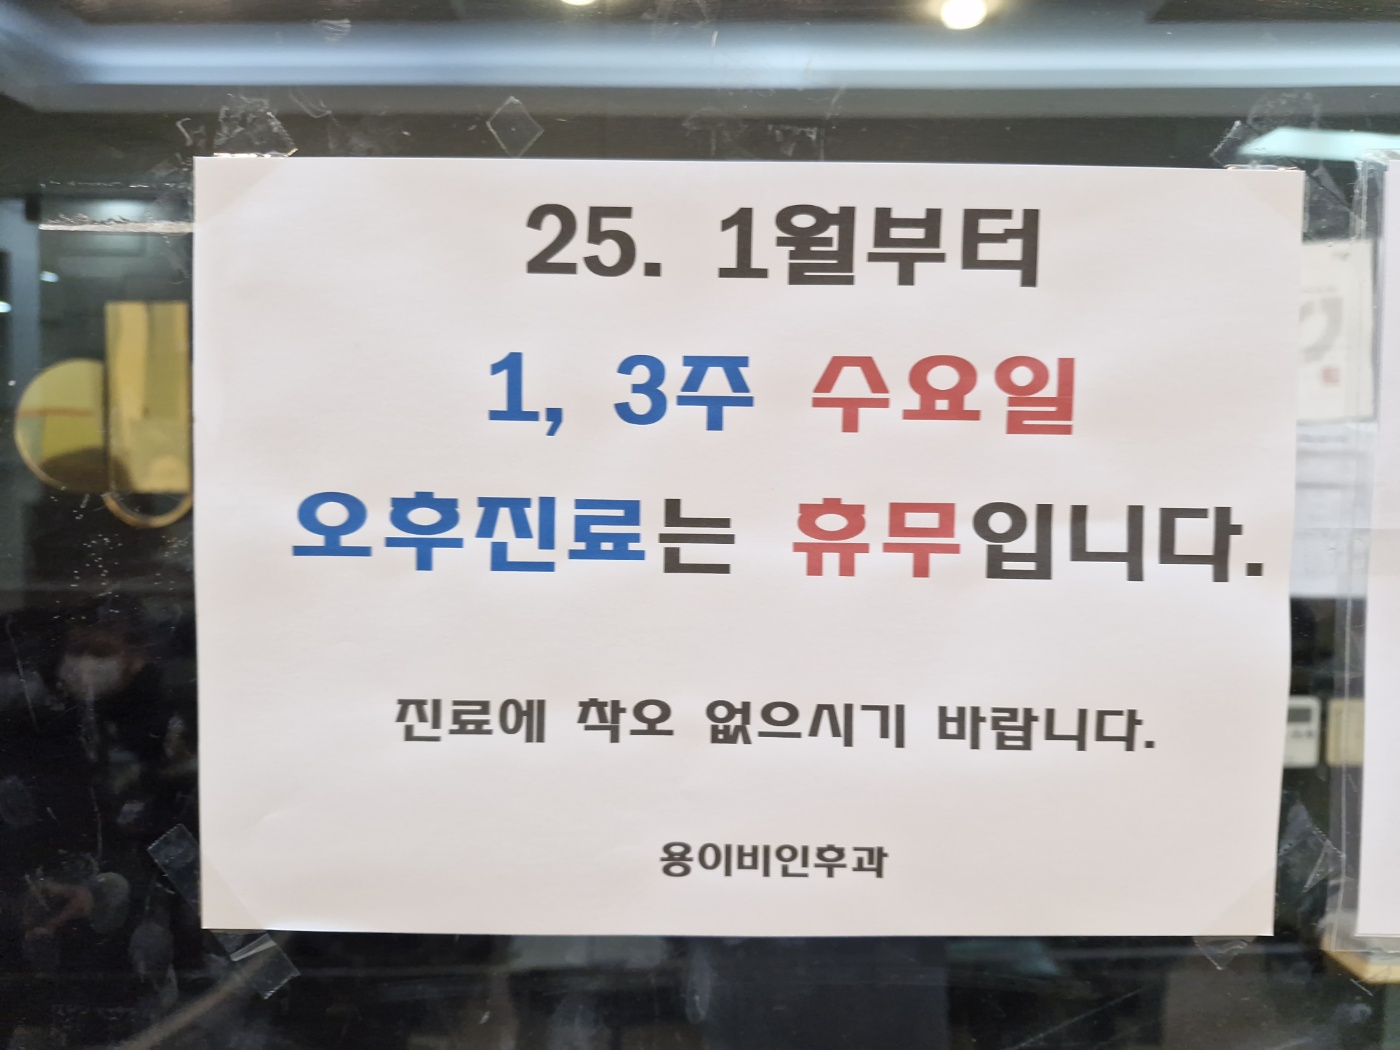 25. 1월부터
1, 3주 수요일
오후진료는 휴무입니다.
진료에 착오 없으시기 바랍니다.
용이비인후과